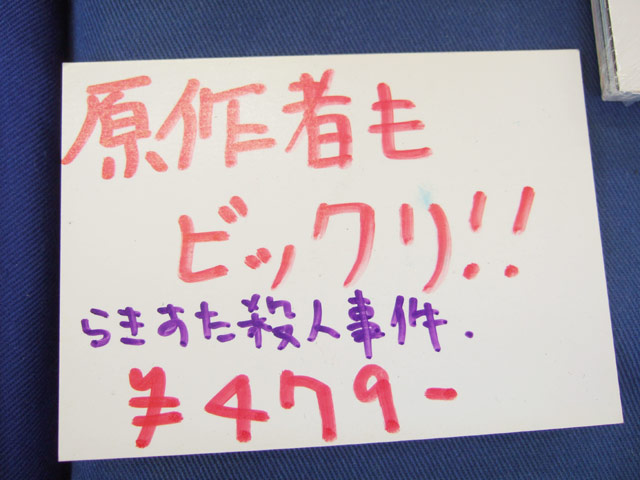 原作者も
ビックリ!!
らきすた殺人事件.
¥479-